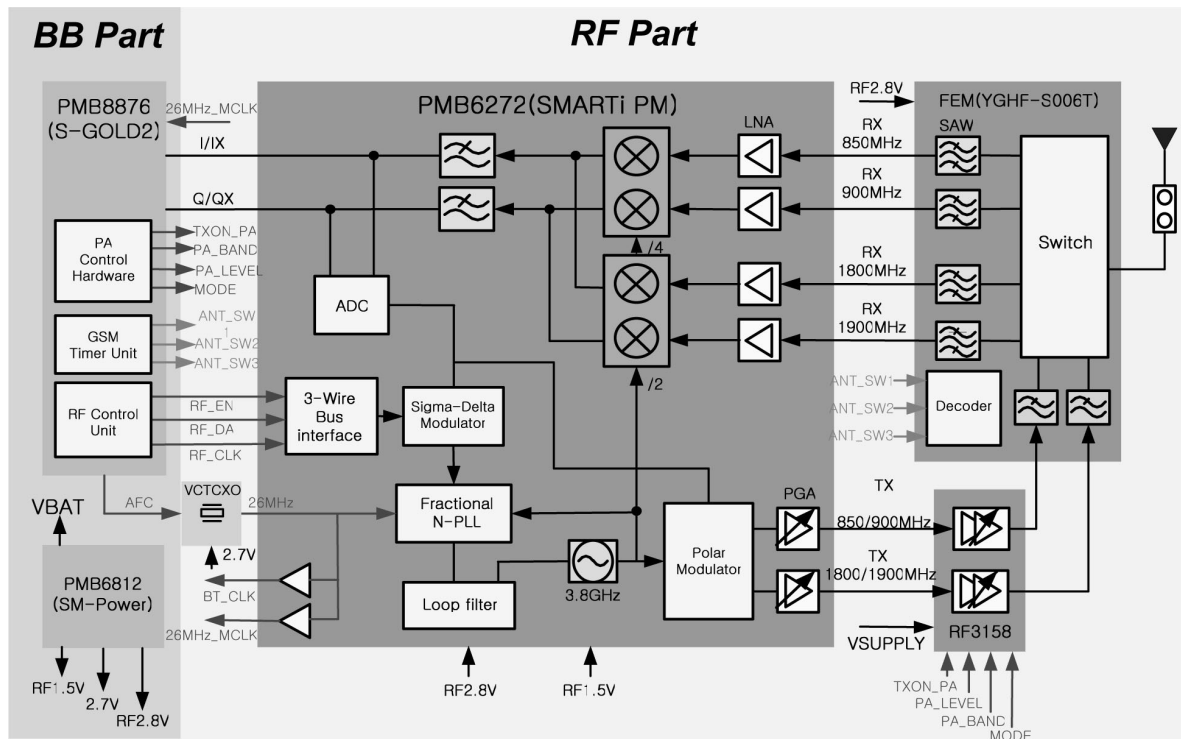 BB Part
RF Part
PMB8876
(S-GOLD2)
26MHz_MCLK
I/IX
Q/QX
PA
Control
Hardware
TXON_PA
PA_BAND
PA_LEVEL
MODE
GSM
Timer Unit
ANT_SW
1
ANT_SW2
ANT_SW3
RF Control
Unit
RF_EN
RF_DA
RF_CLK
AFC
VCTCXO
26MHz
2.7V
VBAT
PMB6812
(SM-Power)
RF1.5V
2.7V
RF2.8V
BT_CLK
26MHz_MCLK
PMB6272(SMARTi PM)
ADC
3-Wire
Bus
interface
Sigma-Delta
Modulator
Fractional
N-PLL
Loop filter
3.8GHz
/4
/2
LNA
Polar
Modulator
PGA
RF2.8V
RF1.5V
RF2.8V
RX
850MHz
RX
900MHz
RX
1800MHz
RX
1900MHz
FEM(YGHF-S006T)
SAW
Switch
ANT_SW1
ANT_SW2
ANT_SW3
Decoder
TX
850/900MHz
TX
1800/1900MHz
VSUPPLY
RF3158
TXON_PA
PA_LEVEL
PA_BAND
MODE